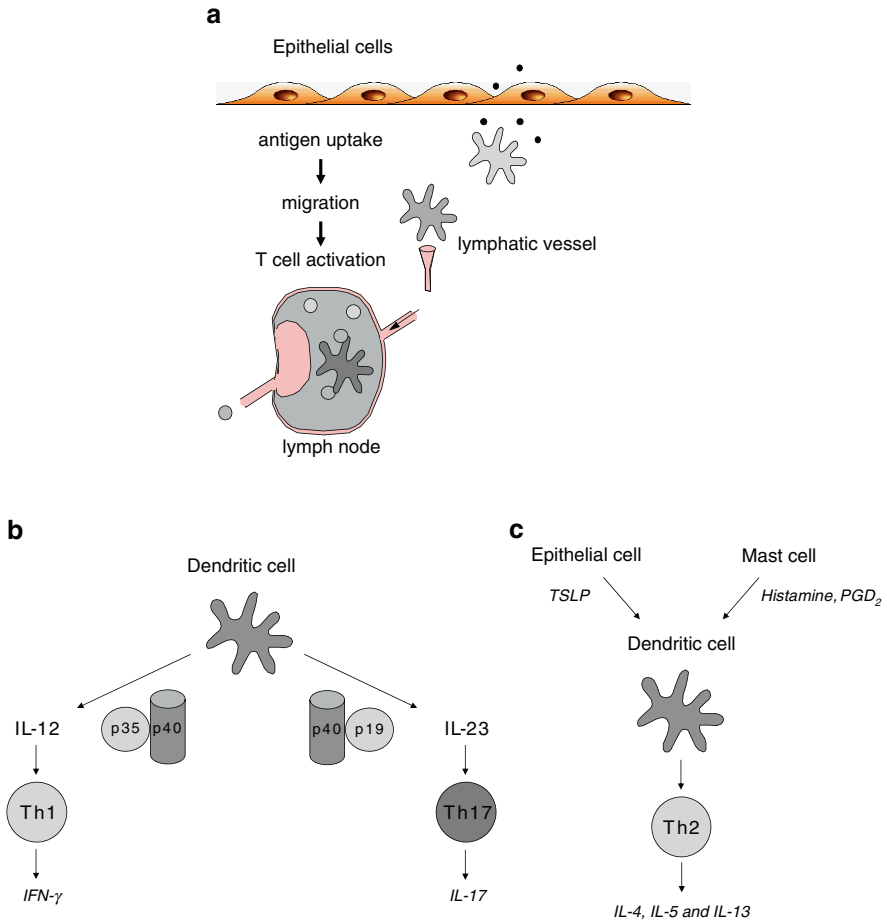 a
Epithelial cells
antigen uptake
migration
T cell activation
lymphatic vessel
lymph node
b
Dendritic cell
IL-12
p35
p40
p40
p19
IL-23
Th1
Th17
IFN-γ
IL-17
c
Epithelial cell
Mast cell
TSLP
Histamine, PGD₂
Dendritic cell
Th2
IL-4, IL-5 and IL-13